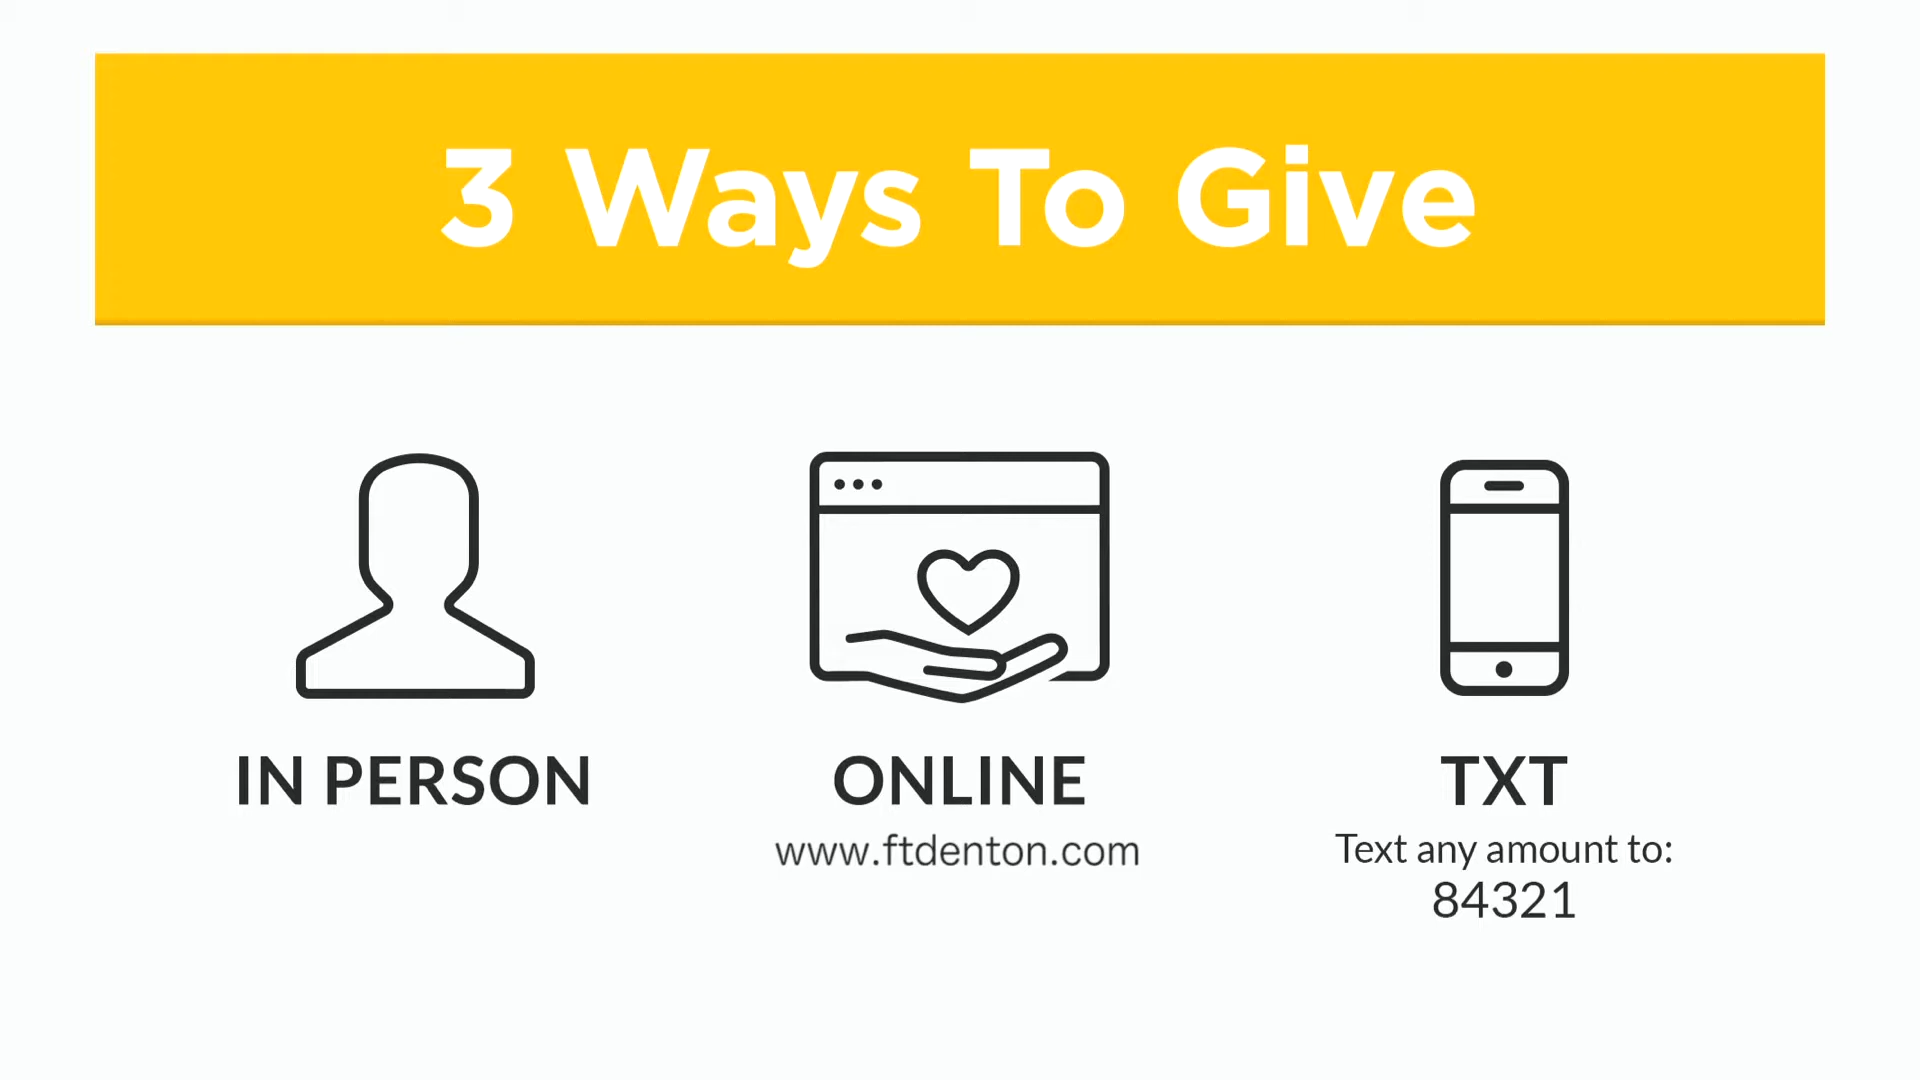 3 Ways To Give
IN PERSON
ONLINE
www.ftdenton.com
TXT
Text any amount to:
84321